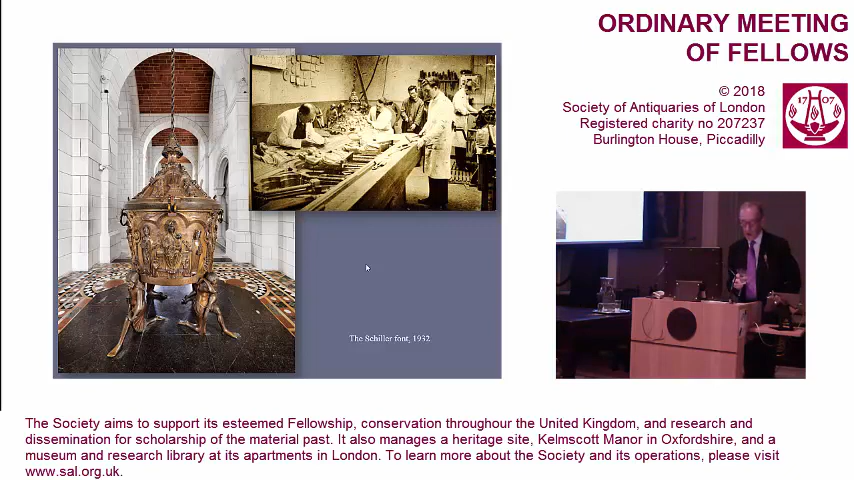 ORDINARY MEETING
OF FELLOWS
© 2018
Society of Antiquaries of London
Registered charity no 207237
Burlington House, Piccadilly
17 07
The Schiller font, 1932
The Society aims to support its esteemed Fellowship, conservation throughour the United Kingdom, and research and
dissemination for scholarship of the material past. It also manages a heritage site, Kelmscott Manor in Oxfordshire, and a
museum and research library at its apartments in London. To learn more about the Society and its operations, please visit
www.sal.org.uk.